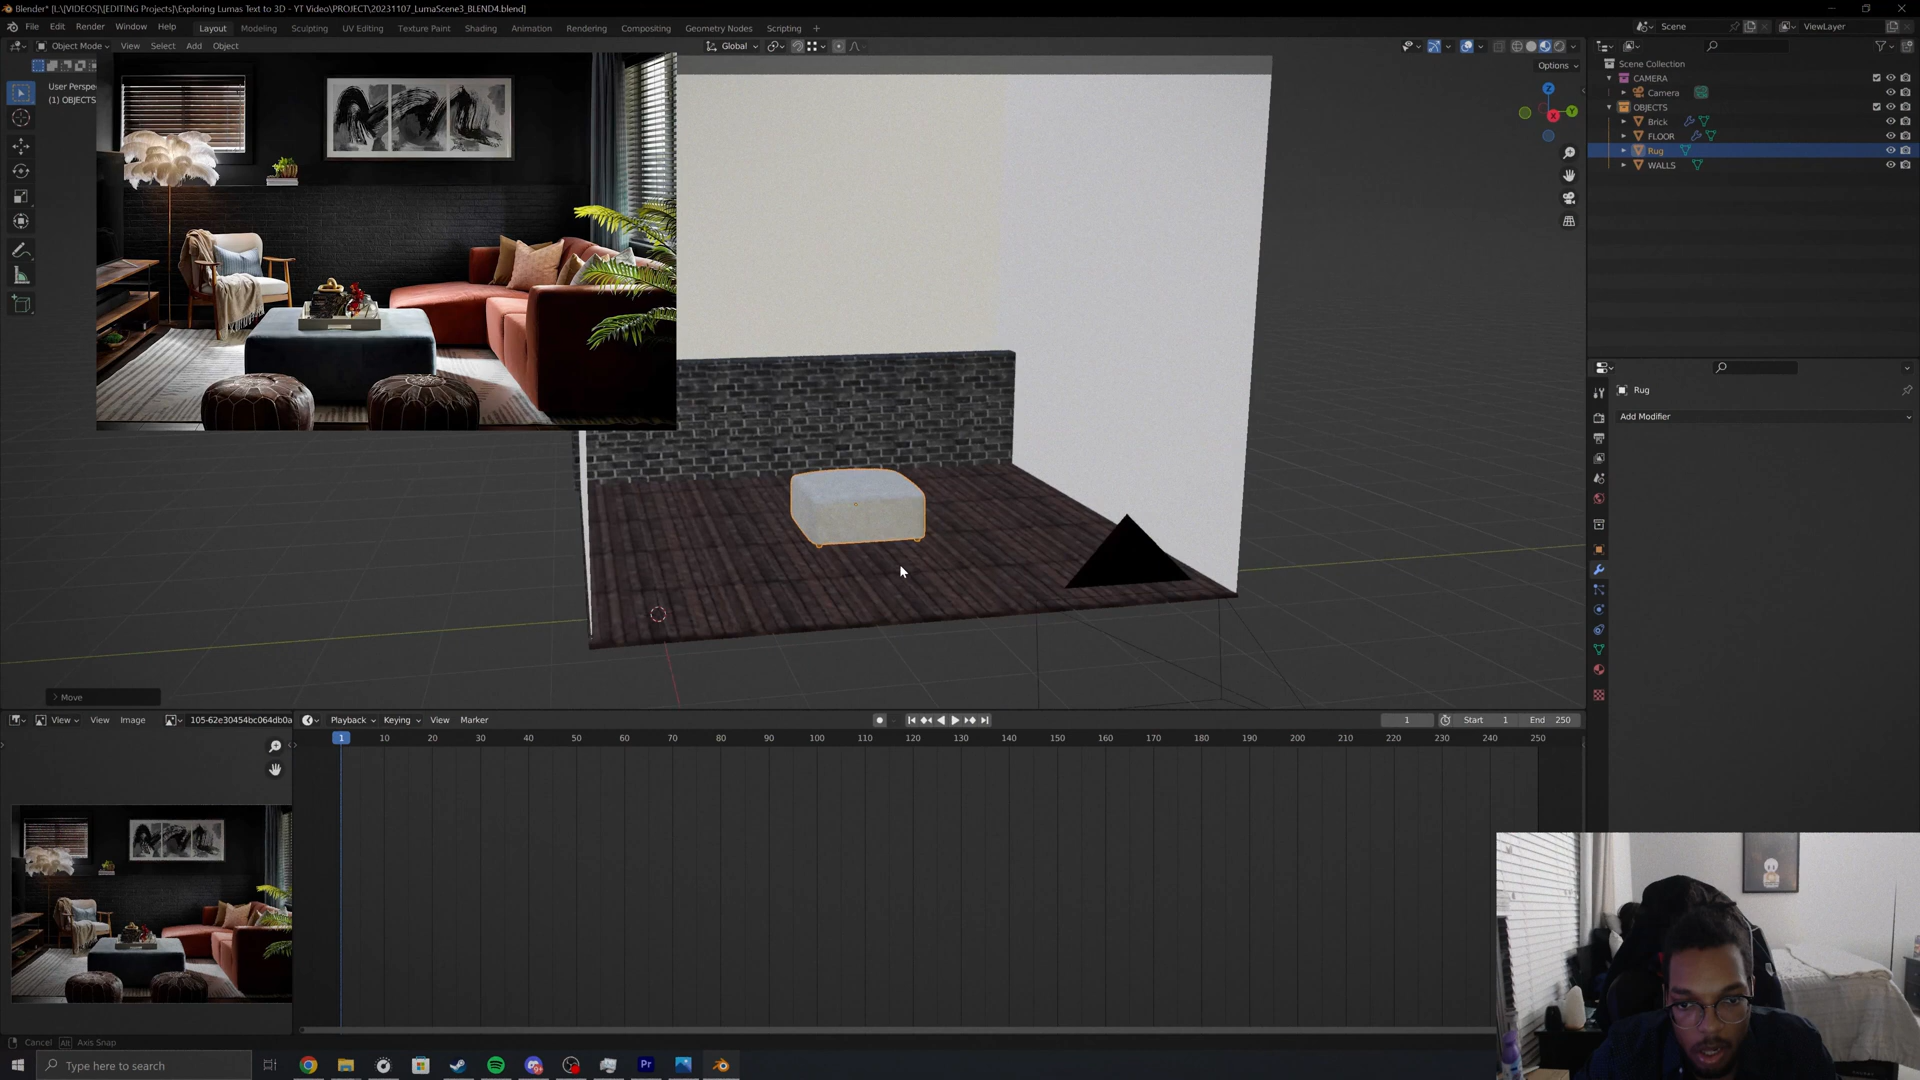 Blender* [L:\[VIDEOS]\[EDITING Projects]\Exploring Lumas Text to 3D - YT Video\PROJECT\20231107_LumaScene3_BLEND4.blend]
File Edit Render Window Help Layout Modeling Sculpting UV Editing Texture Paint Shading Animation Rendering Compositing Geometry Nodes Scripting + Scene ViewLayer
Object Mode View Select Add Object Global
Options
User Perspe
(1) OBJECTS
Scene Collection
CAMERA
Camera
OBJECTS
Brick
FLOOR
Rug
WALLS
Z
Y
X
Rug
Add Modifier
Move
View View Image 105-62e30454bc064db0a Playback Keying View Marker 1 Start 1 End 250
1 10 20 30 40 50 60 70 80 90 100 110 120 130 140 150 160 170 180 190 200 210 220 230 240 250
Cancel Alt Axis Snap
Type here to search
Pr